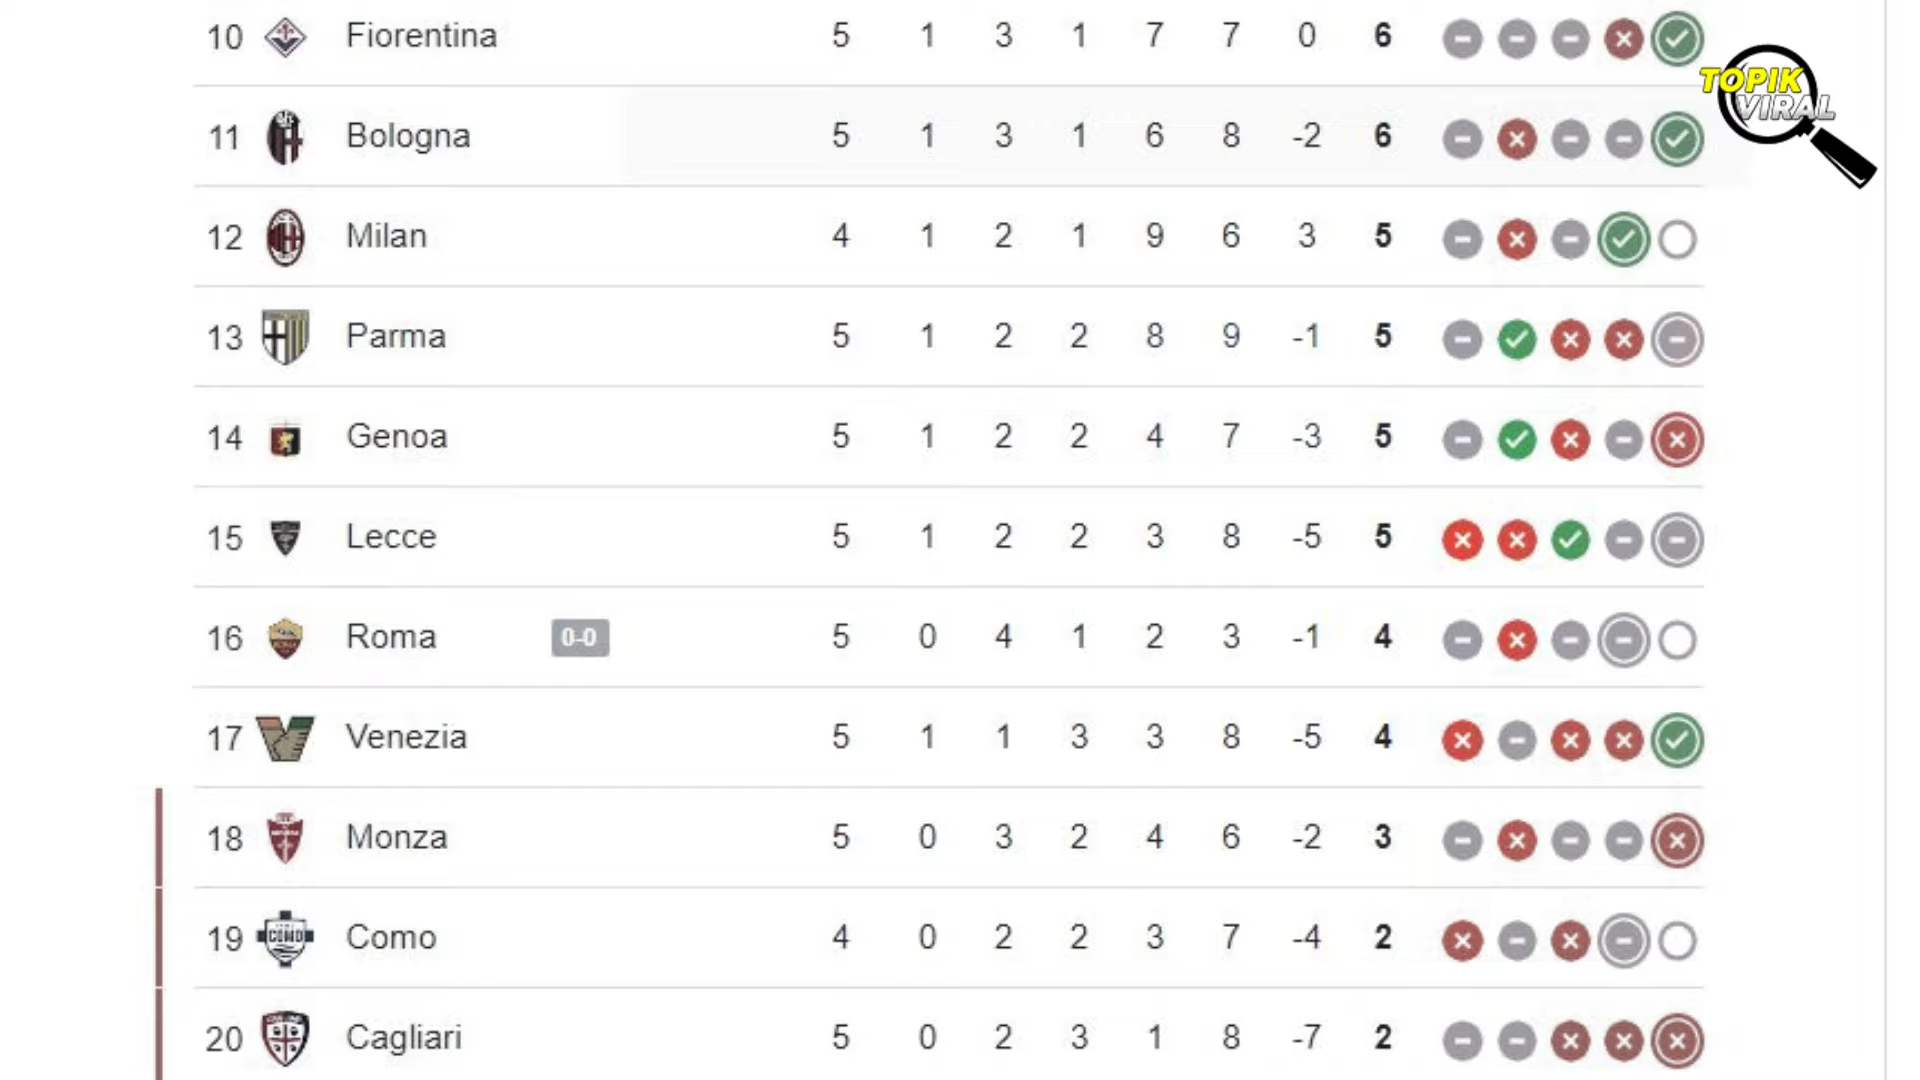 10 Fiorentina 5 1 3 1 7 7 0 6
11 Bologna 5 1 3 1 6 8 -2 6
TOPIK
VIRAL
12 Milan 4 1 2 1 9 6 3 5
13 Parma 5 1 2 2 8 9 -1 5
14 Genoa 5 1 2 2 4 7 -3 5
15 Lecce 5 1 2 2 3 8 -5 5
16 Roma 0-0 5 0 4 1 2 3 -1 4
17 Venezia 5 1 1 3 3 8 -5 4
18 Monza 5 0 3 2 4 6 -2 3
19 COMO Como 4 0 2 2 3 7 -4 2
20 Cagliari 5 0 2 3 1 8 -7 2